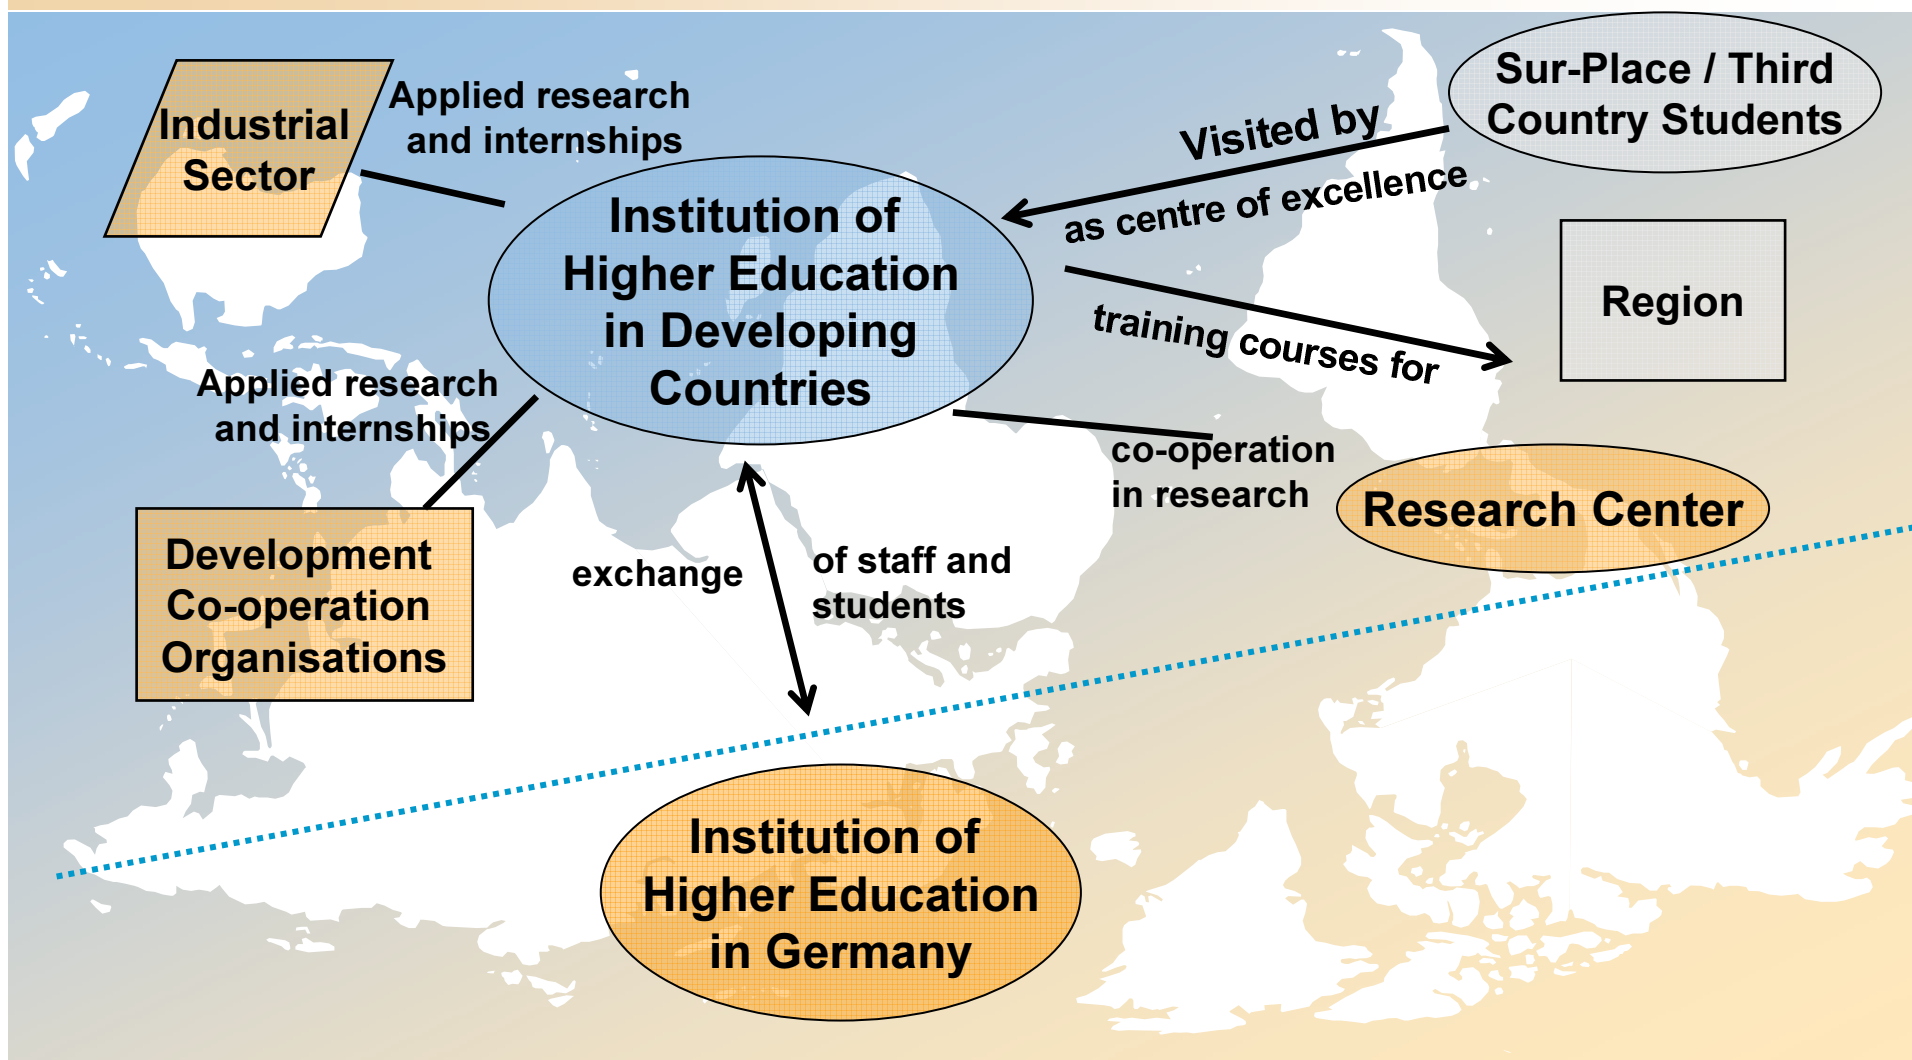 Industrial
Sector
Applied research
and internships
Sur-Place / Third
Country Students
Visited by
as centre of excellence
Institution of
Higher Education
in Developing
Countries
Region
training courses for
Applied research
and internships
co-operation
in research
Research Center
Development
Co-operation
Organisations
exchange
of staff and
students
Institution of
Higher Education
in Germany